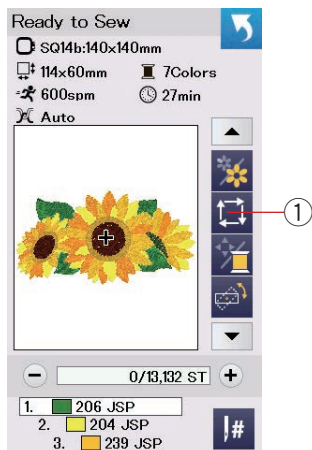 Ready to Sew
SQ14b:140x140mm
114x60mm 7Colors
600spm 27min
Auto
1
0/13,132 ST
1. 206 JSP
2. 204 JSP
3. 239 JSP
#